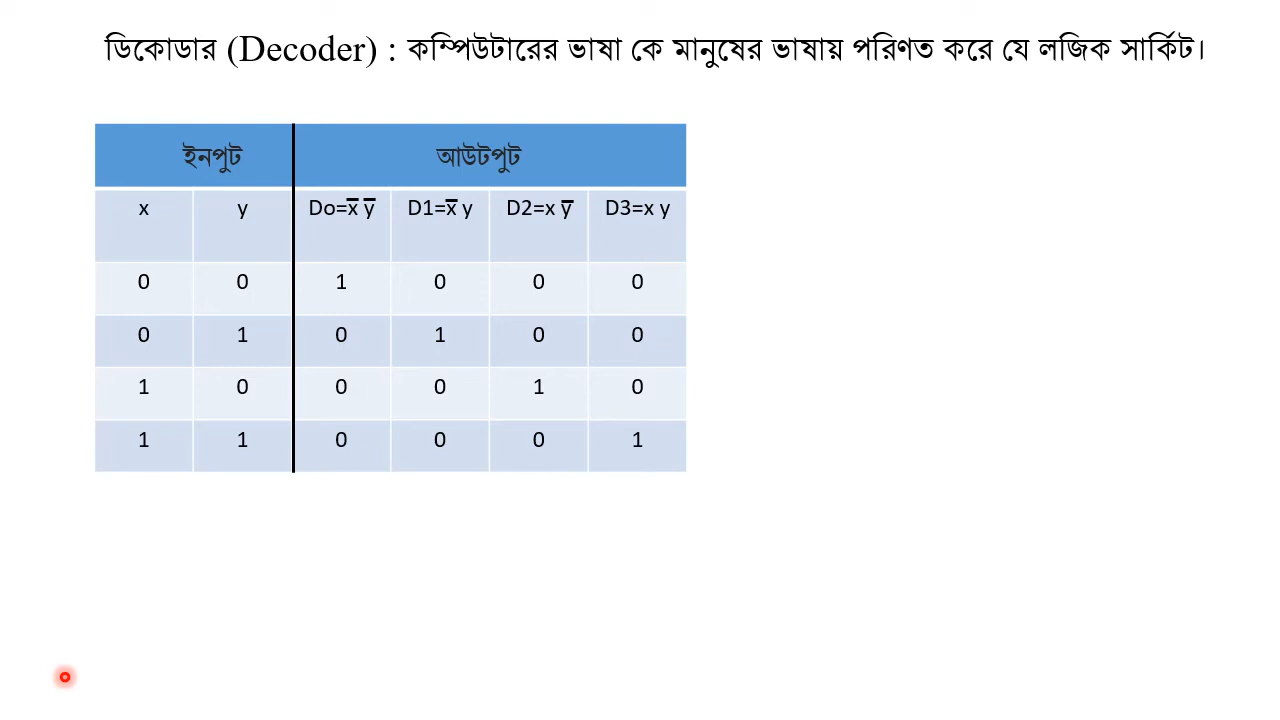 ডিকোডার (Decoder) : কম্পিউটারের ভাষা কে মানুষের ভাষায় পরিণত করে যে লজিক সার্কিট।
ইনপুট আউটপুট
x y Do=x̅ y̅ D1=x̅ y D2=x y̅ D3=x y
0 0 1 0 0 0
0 1 0 1 0 0
1 0 0 0 1 0
1 1 0 0 0 1